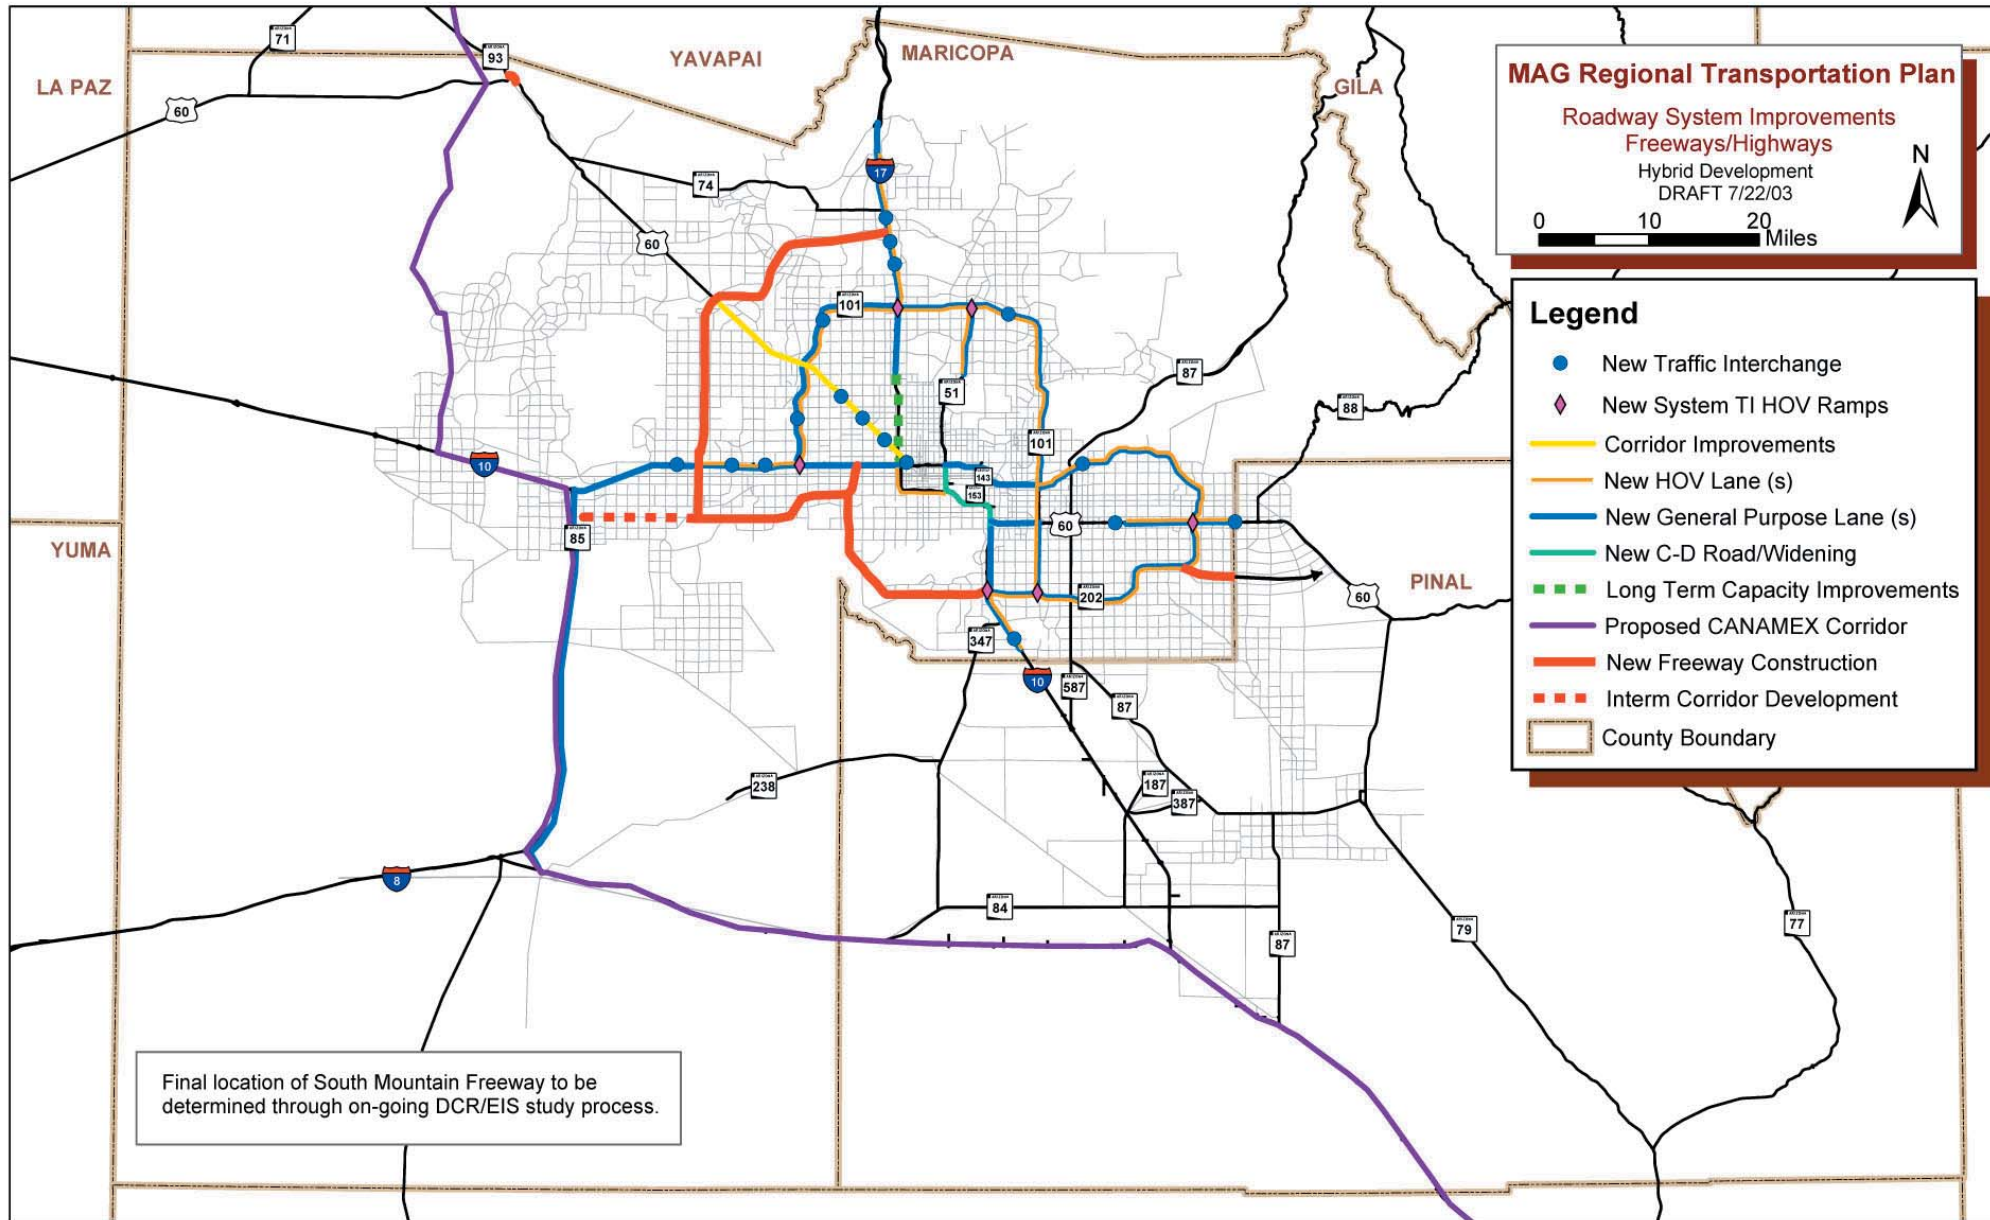 MAG Regional Transportation Plan
Roadway System Improvements
Freeways/Highways
Hybrid Development
DRAFT 7/22/03
N
0 10 20
Miles
Legend
New Traffic Interchange
New System TI HOV Ramps
Corridor Improvements
New HOV Lane (s)
New General Purpose Lane (s)
New C-D Road/Widening
Long Term Capacity Improvements
Proposed CANAMEX Corridor
New Freeway Construction
Interm Corridor Development
County Boundary
LA PAZ
YAVAPAI
MARICOPA
GILA
YUMA
PINAL
71
93
60
17
74
60
101
51
87
88
101
10
143
153
60
85
202
60
347
10
587
87
238
187
387
8
84
87
79
77
Final location of South Mountain Freeway to be
determined through on-going DCR/EIS study process.